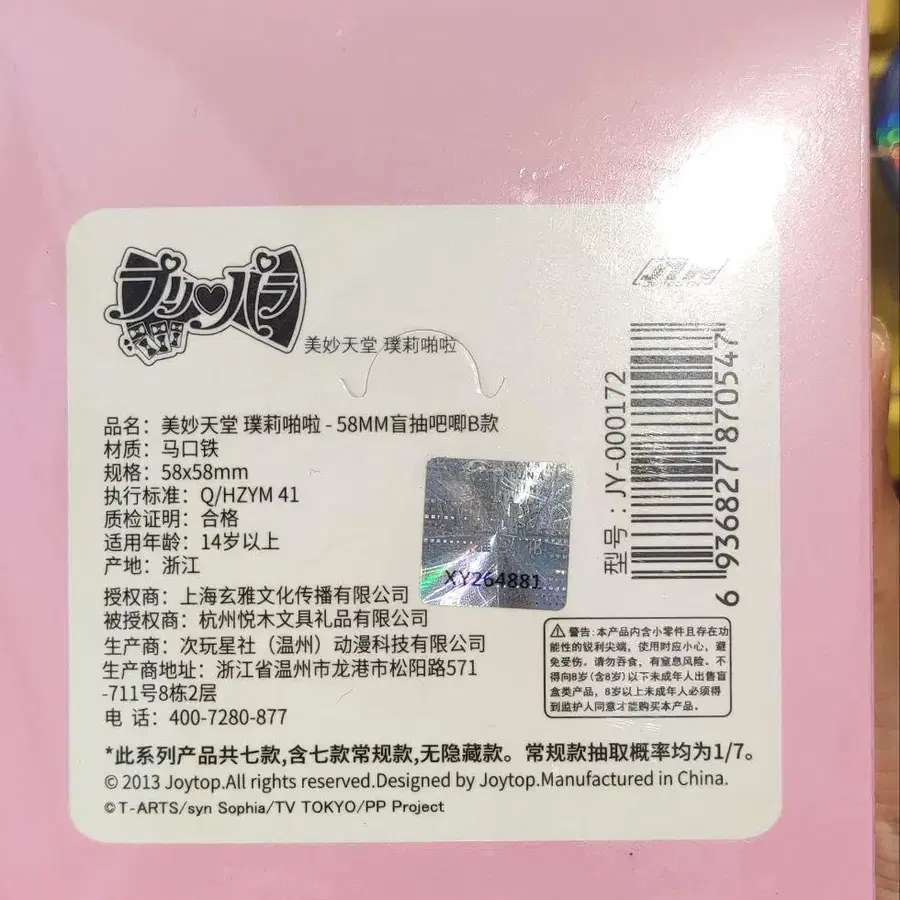 プリ♥パラ
美妙天堂 璞莉啪啦
品名：美妙天堂 璞莉啪啦 - 58MM盲抽吧唧B款
材质：马口铁
规格：58x58mm
执行标准：Q/HZYM 41
质检证明：合格
适用年龄：14岁以上
产地：浙江
授权商：上海玄雅文化传播有限公司
被授权商：杭州悦木文具礼品有限公司
生产商：次玩星社（温州）动漫科技有限公司
生产商地址：浙江省温州市龙港市松阳路571
-711号8栋2层
电 话：400-7280-877
XY264881
型号：JY-000172
6 936827 870547
警告：本产品内含小零件且存在功
能性的锐利尖端，使用时应小心，避
免受伤。请勿吞食，有窒息风险。不
得向8岁(含8岁)以下未成年人出售盲
盒类产品，8岁以上未成年人必须得
到监护人同意才能购买本产品。
*此系列产品共七款,含七款常规款,无隐藏款。常规款抽取概率均为1/7。
© 2013 Joytop.All rights reserved.Designed by Joytop.Manufactured in China.
©T-ARTS/syn Sophia/TV TOKYO/PP Project